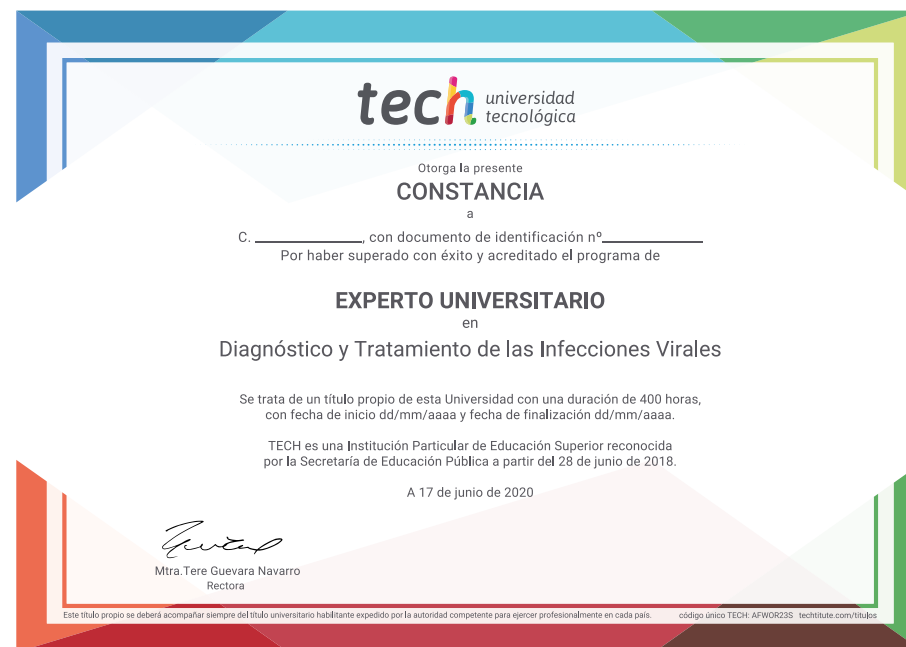 tech universidad
tecnológica
Otorga la presente
CONSTANCIA
a
C. ______________, con documento de identificación nº_____________
Por haber superado con éxito y acreditado el programa de
EXPERTO UNIVERSITARIO
en
Diagnóstico y Tratamiento de las Infecciones Virales
Se trata de un título propio de esta Universidad con una duración de 400 horas,
con fecha de inicio dd/mm/aaaa y fecha de finalización dd/mm/aaaa.
TECH es una Institución Particular de Educación Superior reconocida
por la Secretaría de Educación Pública a partir del 28 de junio de 2018.
A 17 de junio de 2020
Mtra.Tere Guevara Navarro
Rectora
Este título propio se deberá acompañar siempre del título universitario habilitante expedido por la autoridad competente para ejercer profesionalmente en cada país. código único TECH: AFWOR23S techtitute.com/titulos